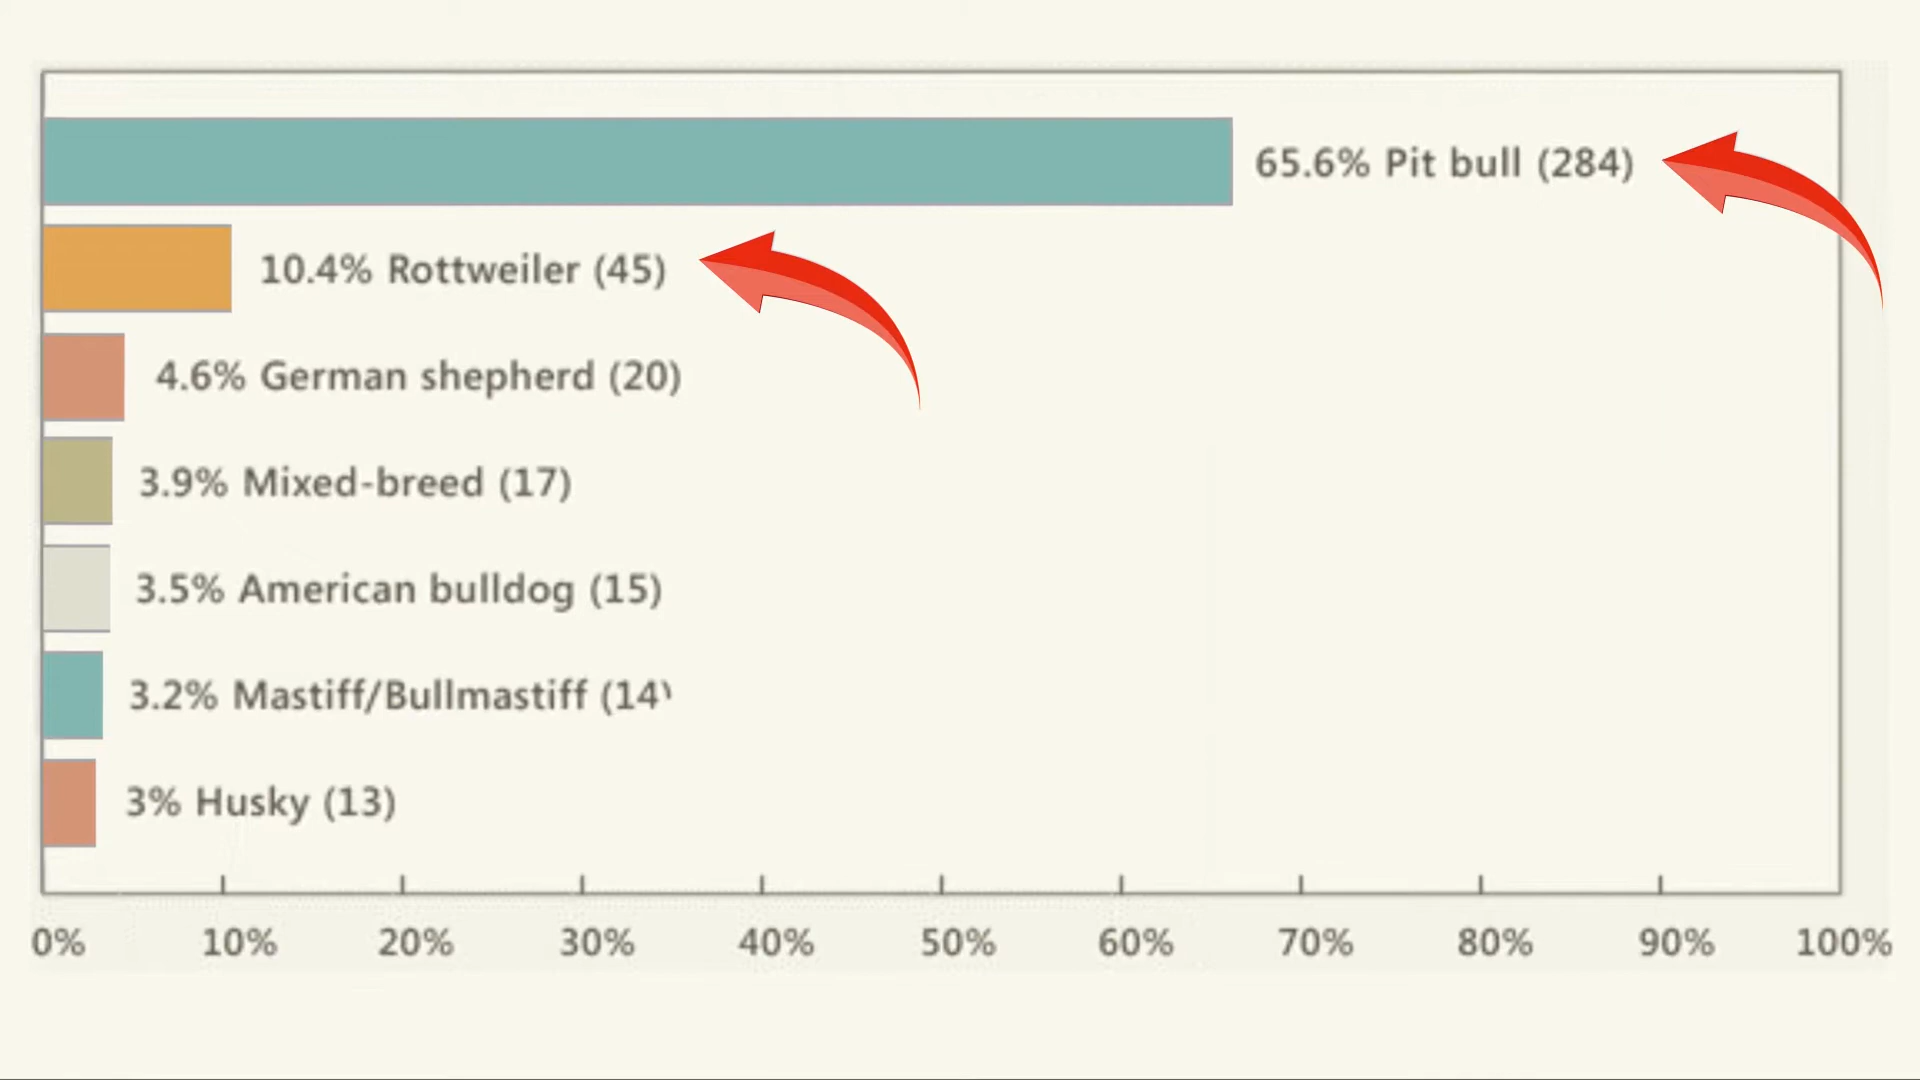 65.6% Pit bull (284)
10.4% Rottweiler (45)
4.6% German shepherd (20)
3.9% Mixed-breed (17)
3.5% American bulldog (15)
3.2% Mastiff/Bullmastiff (14)
3% Husky (13)
0% 10% 20% 30% 40% 50% 60% 70% 80% 90% 100%